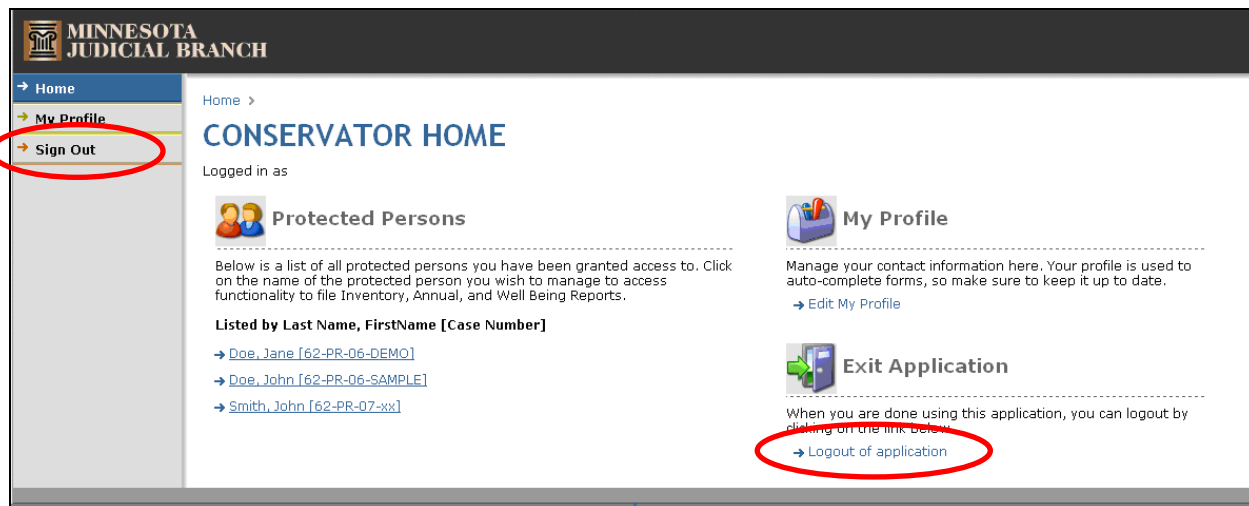 MINNESOTA
JUDICIAL BRANCH
Home
My Profile
Sign Out
Home >
CONSERVATOR HOME
Logged in as
Protected Persons
Below is a list of all protected persons you have been granted access to. Click
on the name of the protected person you wish to manage to access
functionality to file Inventory, Annual, and Well Being Reports.
Listed by Last Name, FirstName [Case Number]
Doe, Jane [62-PR-06-DEMO]
Doe, John [62-PR-06-SAMPLE]
Smith, John [62-PR-07-xx]
My Profile
Manage your contact information here. Your profile is used to
auto-complete forms, so make sure to keep it up to date.
Edit My Profile
Exit Application
When you are done using this application, you can logout by
clicking on the link below
Logout of application